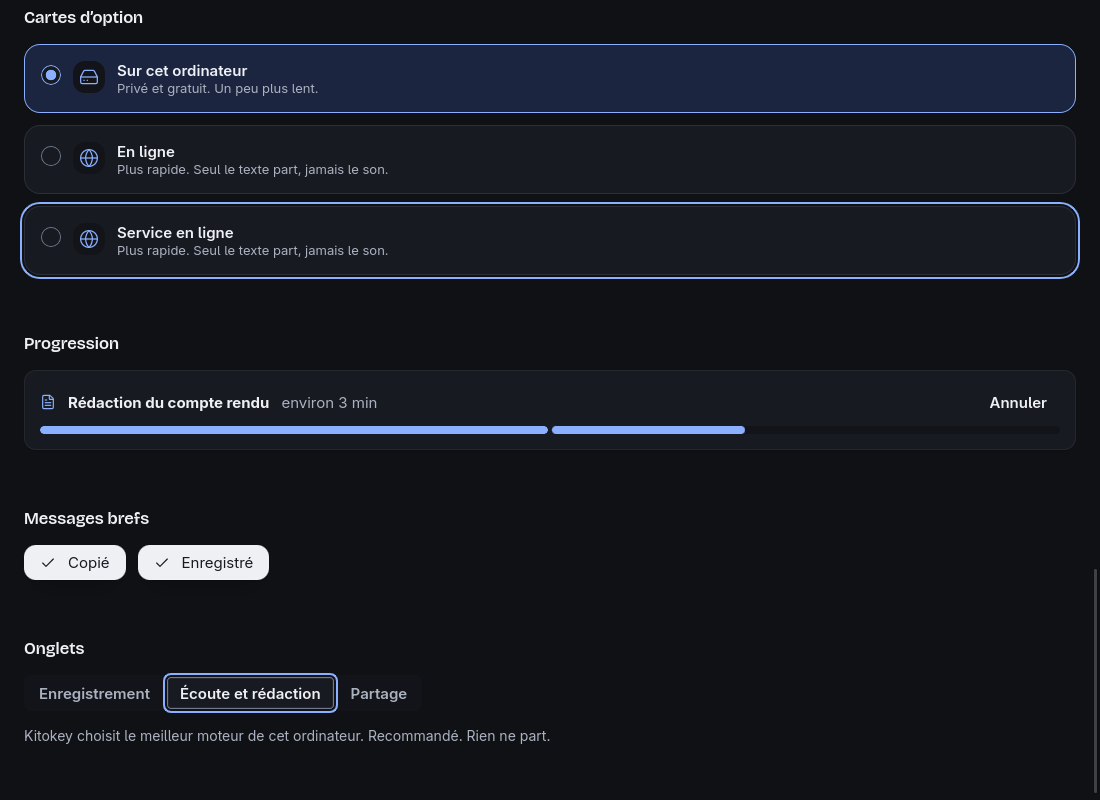 Cartes d’option
Sur cet ordinateur
Privé et gratuit. Un peu plus lent.
En ligne
Plus rapide. Seul le texte part, jamais le son.
Service en ligne
Plus rapide. Seul le texte part, jamais le son.
Progression
Rédaction du compte rendu environ 3 min Annuler
Messages brefs
Copié Enregistré
Onglets
Enregistrement Écoute et rédaction Partage
Kitokey choisit le meilleur moteur de cet ordinateur. Recommandé. Rien ne part.